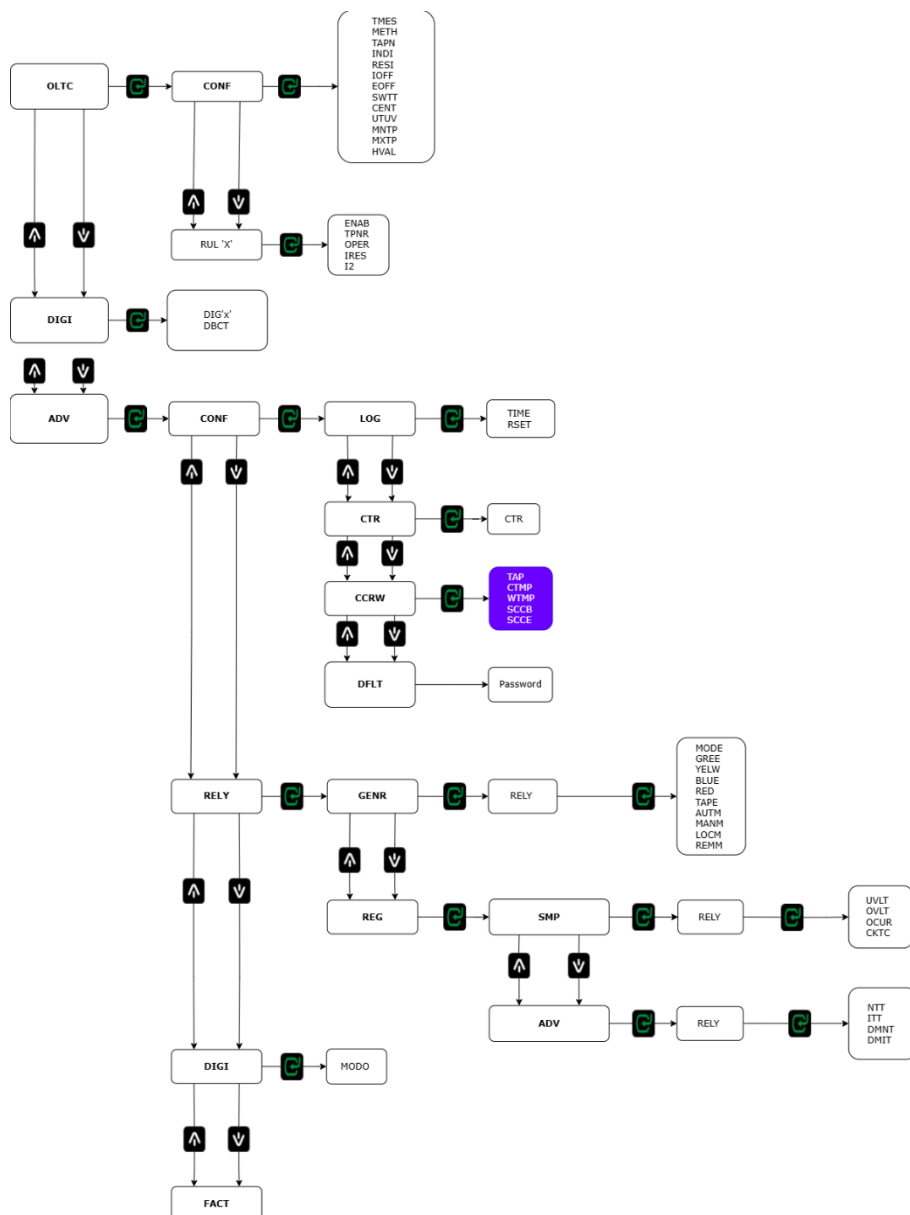 TMES
METH
TAPN
INDI
RESI
IOFF
EOFF
SWTT
CENT
UTUV
MNTP
MXTP
HVAL
OLTC
CONF
RUL 'X'
ENAB
TPNR
OPER
IRES
I2
DIGI
DIG'x'
DBCT
ADV
CONF
LOG
TIME
RSET
CTR
CTR
CCRW
TAP
CTMP
WTMP
SCCB
SCCE
DFLT
Password
RELY
GENR
RELY
MODE
GREE
YELW
BLUE
RED
TAPE
AUTM
MANM
LOCM
REMM
REG
SMP
RELY
UVLT
OVLT
OCUR
CKTC
ADV
RELY
NTT
ITT
DMNT
DMIT
DIGI
MODO
FACT